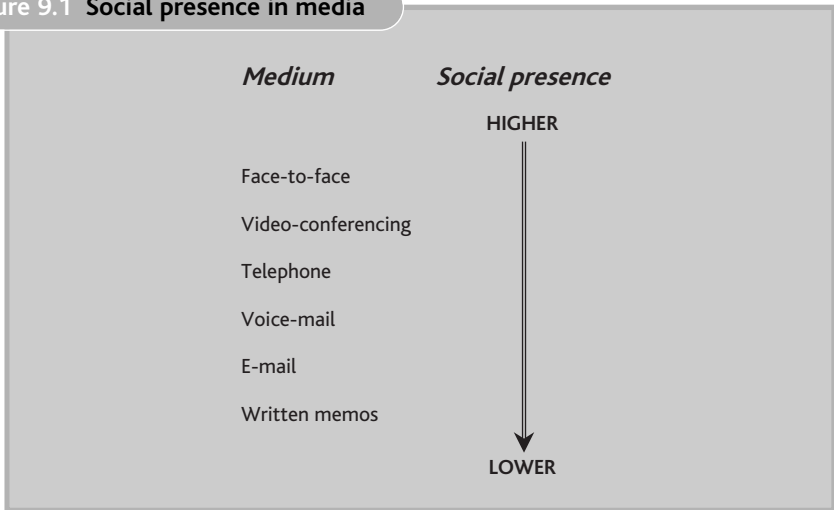 ure 9.1 Social presence in media
Medium Social presence
HIGHER
Face-to-face
Video-conferencing
Telephone
Voice-mail
E-mail
Written memos
LOWER